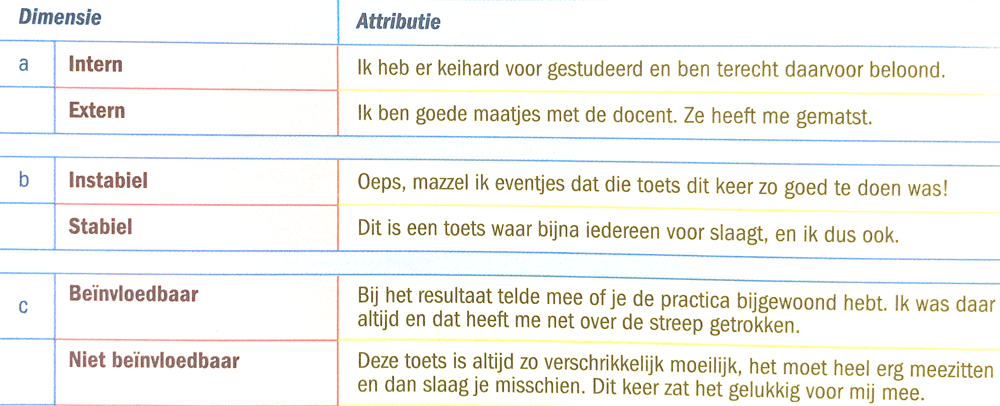 Dimensie Attributie
a Intern Ik heb er keihard voor gestudeerd en ben terecht daarvoor beloond.
Extern Ik ben goede maatjes met de docent. Ze heeft me gematst.
b Instabiel Oeps, mazzel ik eventjes dat die toets dit keer zo goed te doen was!
Stabiel Dit is een toets waar bijna iedereen voor slaagt, en ik dus ook.
c Beïnvloedbaar Bij het resultaat telde mee of je de practica bijgewoond hebt. Ik was daar
altijd en dat heeft me net over de streep getrokken.
Niet beïnvloedbaar Deze toets is altijd zo verschrikkelijk moeilijk, het moet heel erg meezitten
en dan slaag je misschien. Dit keer zat het gelukkig voor mij mee.